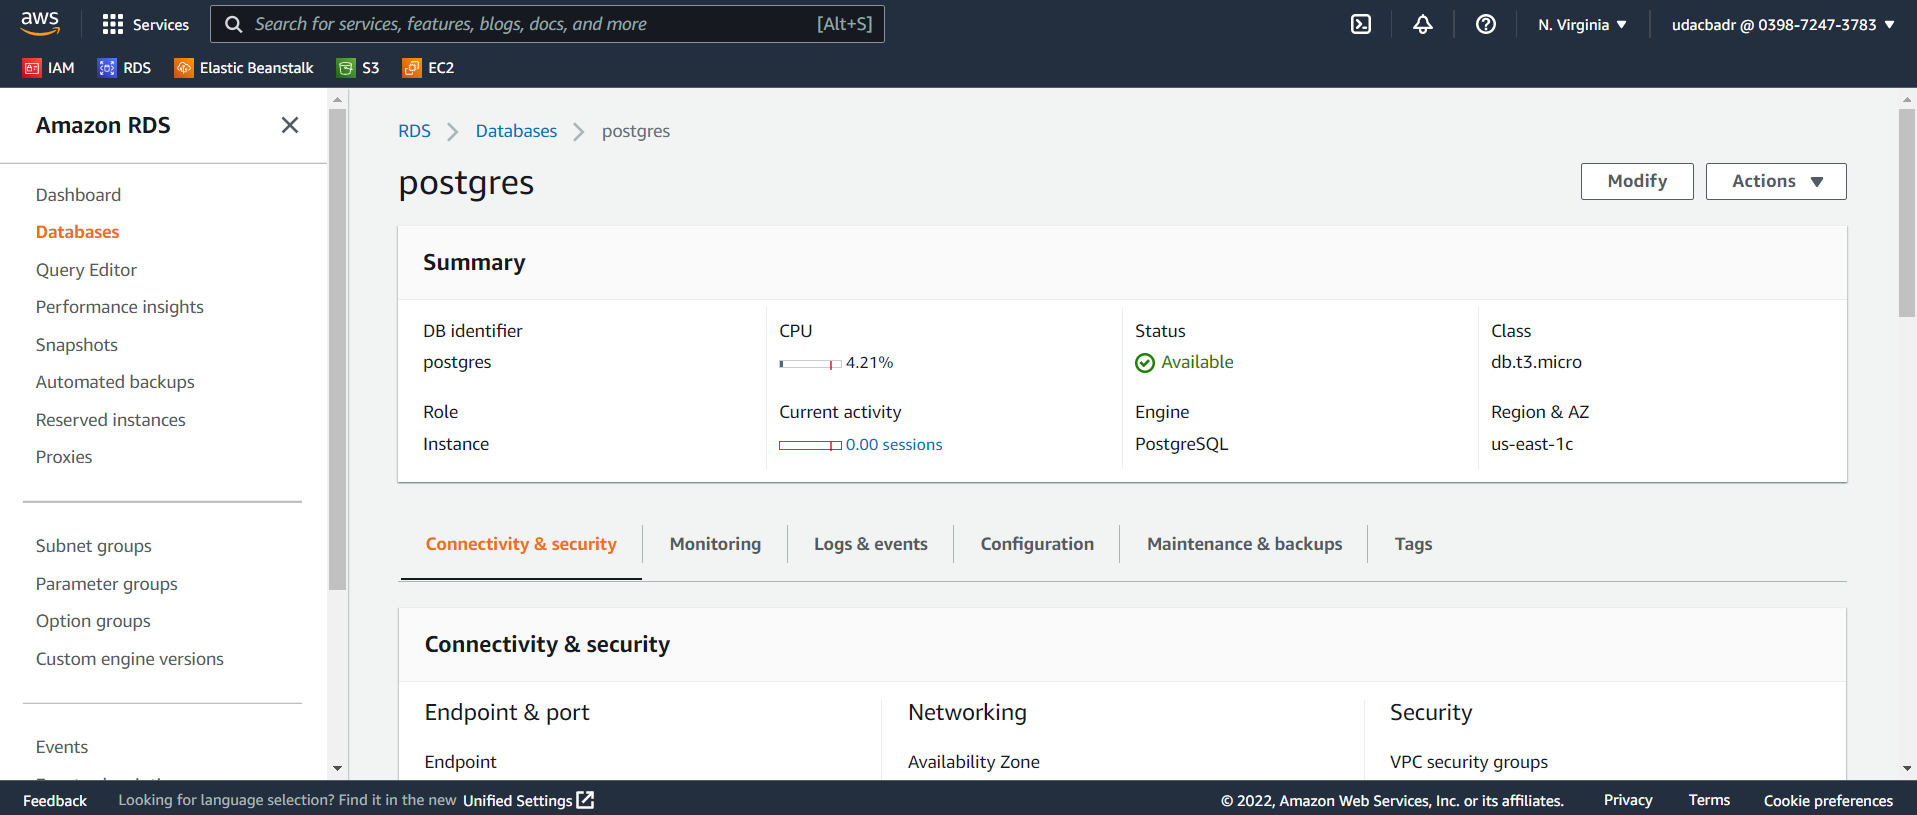 aws
Services
Search for services, features, blogs, docs, and more [Alt+S]
N. Virginia
udacbadr @ 0398-7247-3783
IAM
RDS
Elastic Beanstalk
S3
EC2
Amazon RDS
Dashboard
Databases
Query Editor
Performance insights
Snapshots
Automated backups
Reserved instances
Proxies
Subnet groups
Parameter groups
Option groups
Custom engine versions
Events
RDS Databases postgres
postgres
Modify
Actions
Summary
DB identifier
postgres
CPU
4.21%
Status
Available
Class
db.t3.micro
Role
Instance
Current activity
0.00 sessions
Engine
PostgreSQL
Region & AZ
us-east-1c
Connectivity & security
Monitoring
Logs & events
Configuration
Maintenance & backups
Tags
Connectivity & security
Endpoint & port
Endpoint
Networking
Availability Zone
Security
VPC security groups
Feedback
Looking for language selection? Find it in the new Unified Settings
© 2022, Amazon Web Services, Inc. or its affiliates.
Privacy
Terms
Cookie preferences